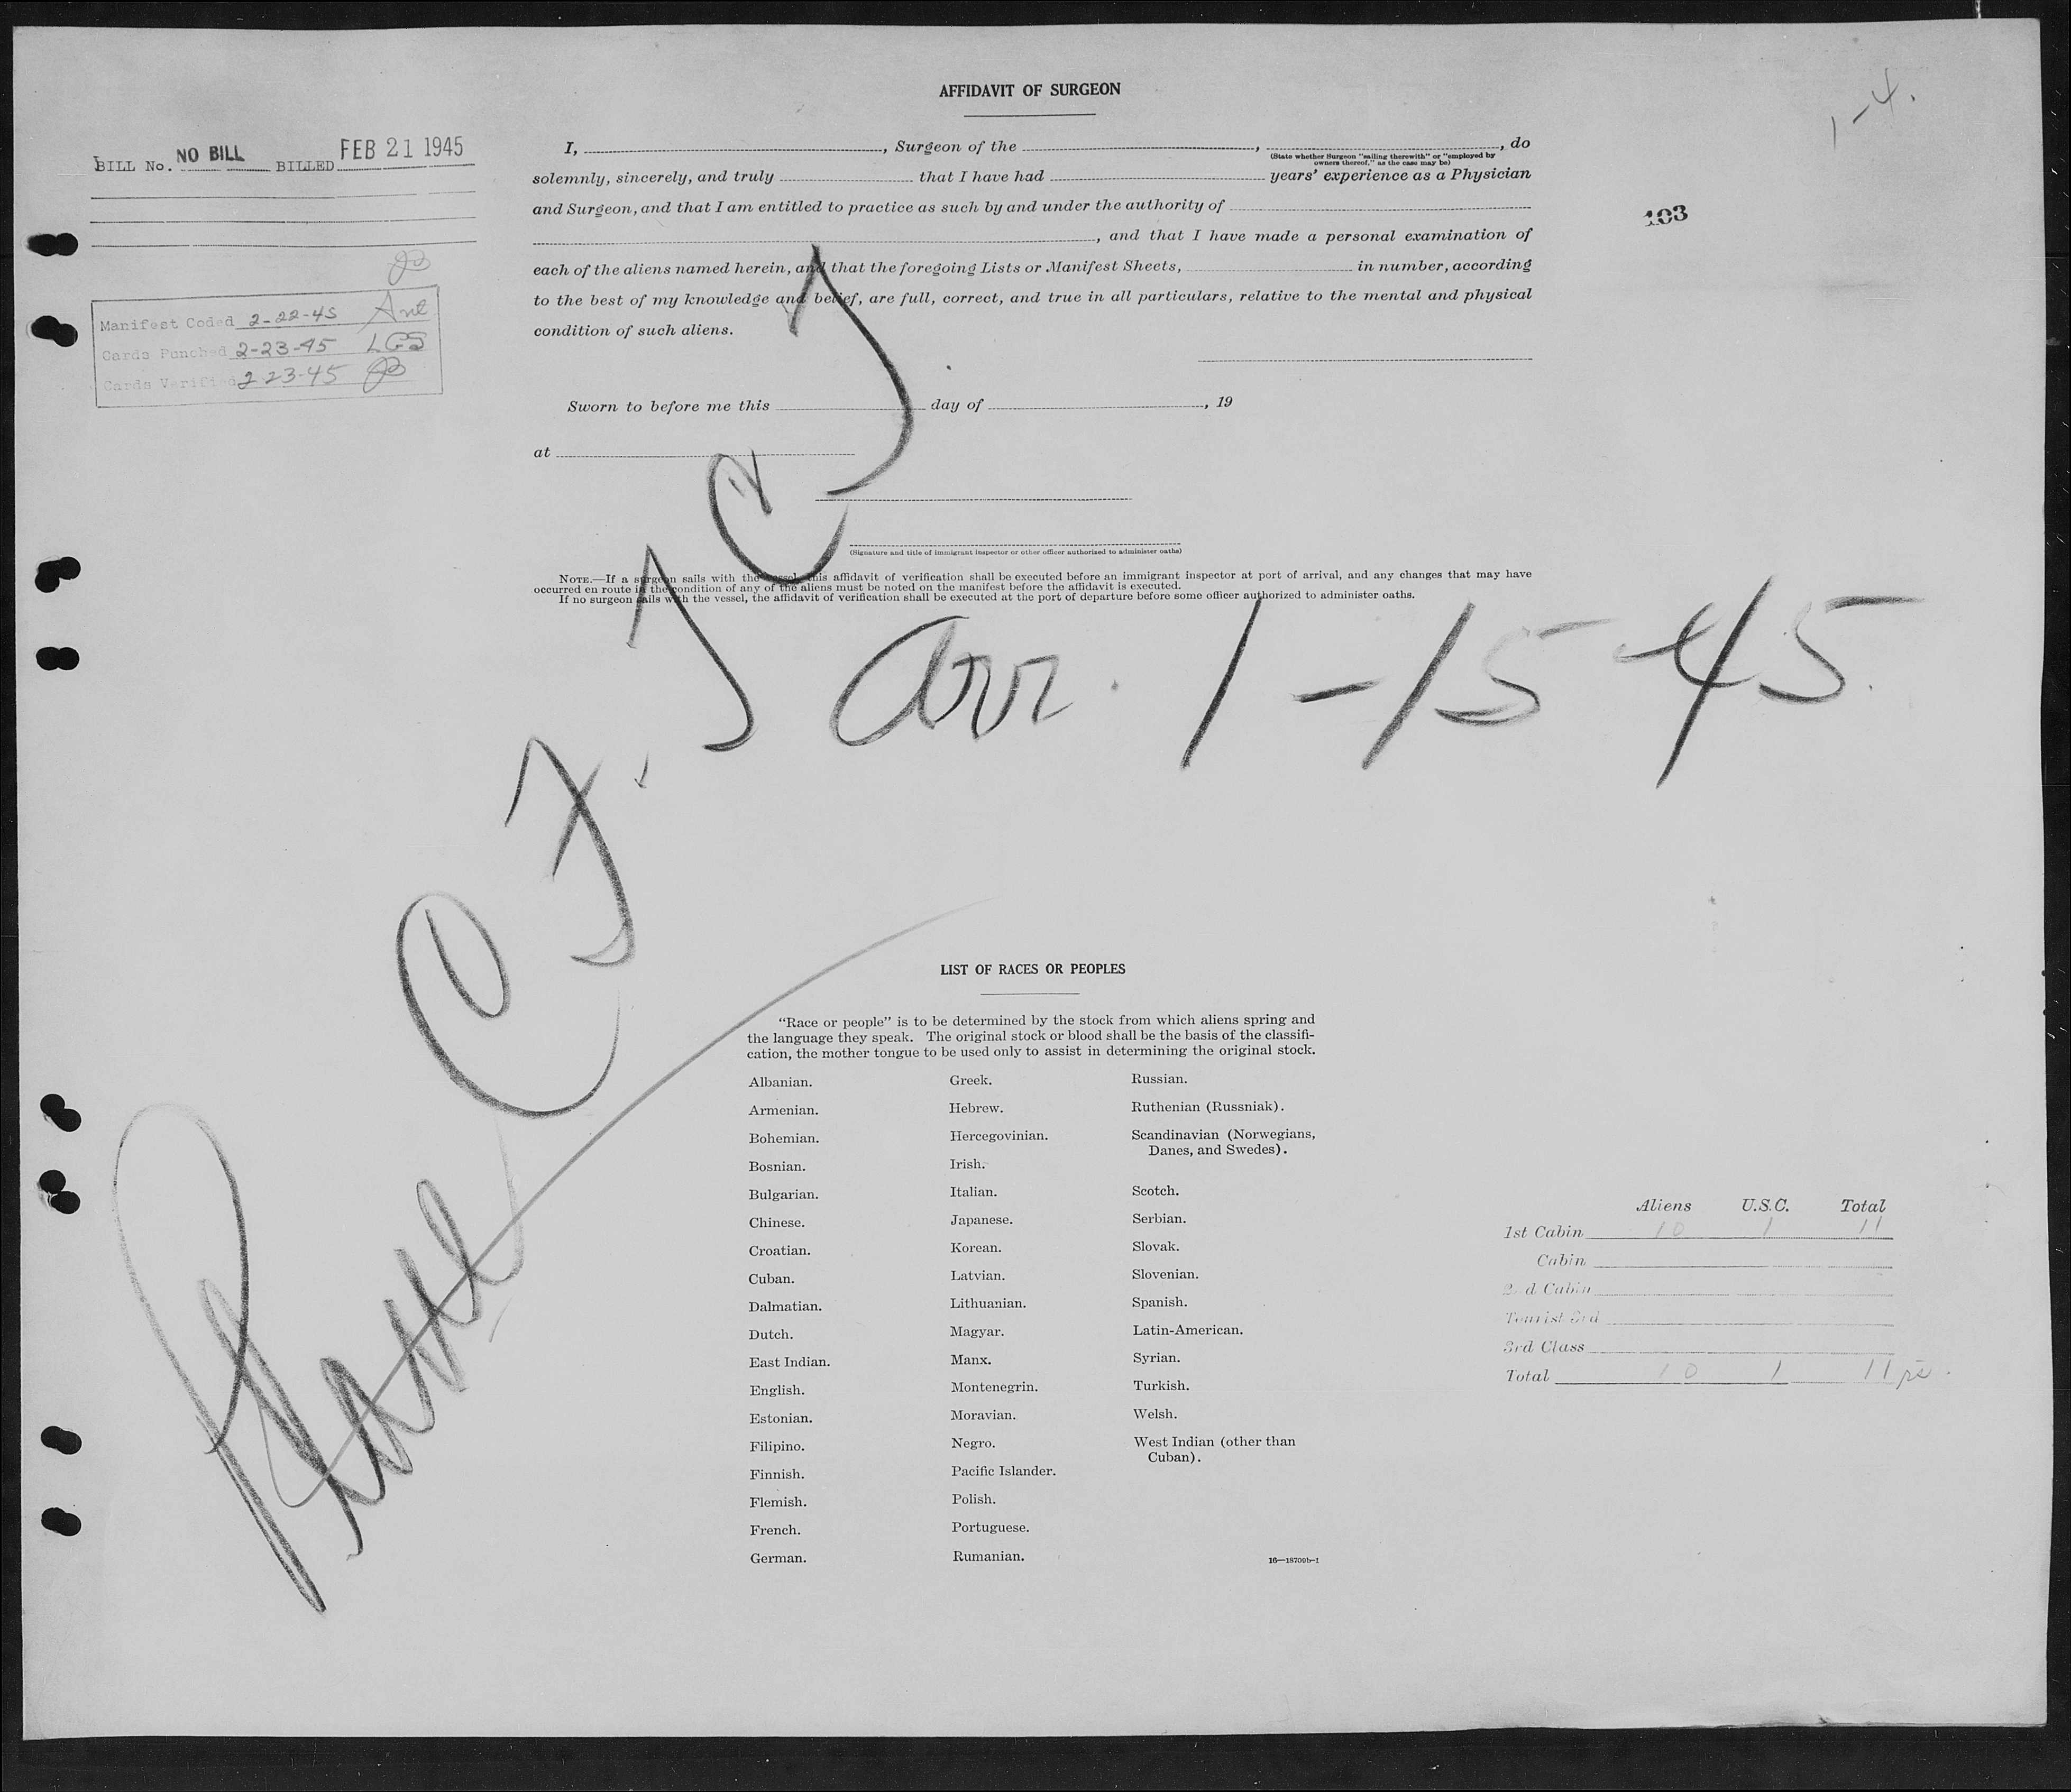 AFFIDAVIT OF SURGEON
1-4.
BILL No. NO BILL BILLED FEB 21 1945
I, , Surgeon of the , , do
(State whether Surgeon "sailing therewith" or "employed by
owners thereof," as the case may be)
solemnly, sincerely, and truly that I have had years' experience as a Physician
and Surgeon, and that I am entitled to practice as such by and under the authority of
, and that I have made a personal examination of
103
each of the aliens named herein, and that the foregoing Lists or Manifest Sheets, in number, according
to the best of my knowledge and belief, are full, correct, and true in all particulars, relative to the mental and physical
condition of such aliens.
Manifest Coded 2-22-45
Cards Punched 2-23-45 LGS
Cards Verified 2-23-45
Sworn to before me this day of , 19
at
(Signature and title of immigrant inspector or other officer authorized to administer oaths)
NOTE.—If a surgeon sails with the vessel, this affidavit of verification shall be executed before an immigrant inspector at port of arrival, and any changes that may have
occurred en route in the condition of any of the aliens must be noted on the manifest before the affidavit is executed.
If no surgeon sails with the vessel, the affidavit of verification shall be executed at the port of departure before some officer authorized to administer oaths.
arr. 1-15-45
LIST OF RACES OR PEOPLES
"Race or people" is to be determined by the stock from which aliens spring and
the language they speak. The original stock or blood shall be the basis of the classifi-
cation, the mother tongue to be used only to assist in determining the original stock.
Albanian.
Armenian.
Bohemian.
Bosnian.
Bulgarian.
Chinese.
Croatian.
Cuban.
Dalmatian.
Dutch.
East Indian.
English.
Estonian.
Filipino.
Finnish.
Flemish.
French.
German.
Greek.
Hebrew.
Hercegovinian.
Irish.
Italian.
Japanese.
Korean.
Latvian.
Lithuanian.
Magyar.
Manx.
Montenegrin.
Moravian.
Negro.
Pacific Islander.
Polish.
Portuguese.
Rumanian.
Russian.
Ruthenian (Russniak).
Scandinavian (Norwegians,
Danes, and Swedes).
Scotch.
Serbian.
Slovak.
Slovenian.
Spanish.
Latin-American.
Syrian.
Turkish.
Welsh.
West Indian (other than
Cuban).
16—18709b-1
Aliens U.S.C. Total
1st Cabin 10 1 11
Cabin
2nd Cabin
Tourist 3rd
3rd Class
Total 10 1 11